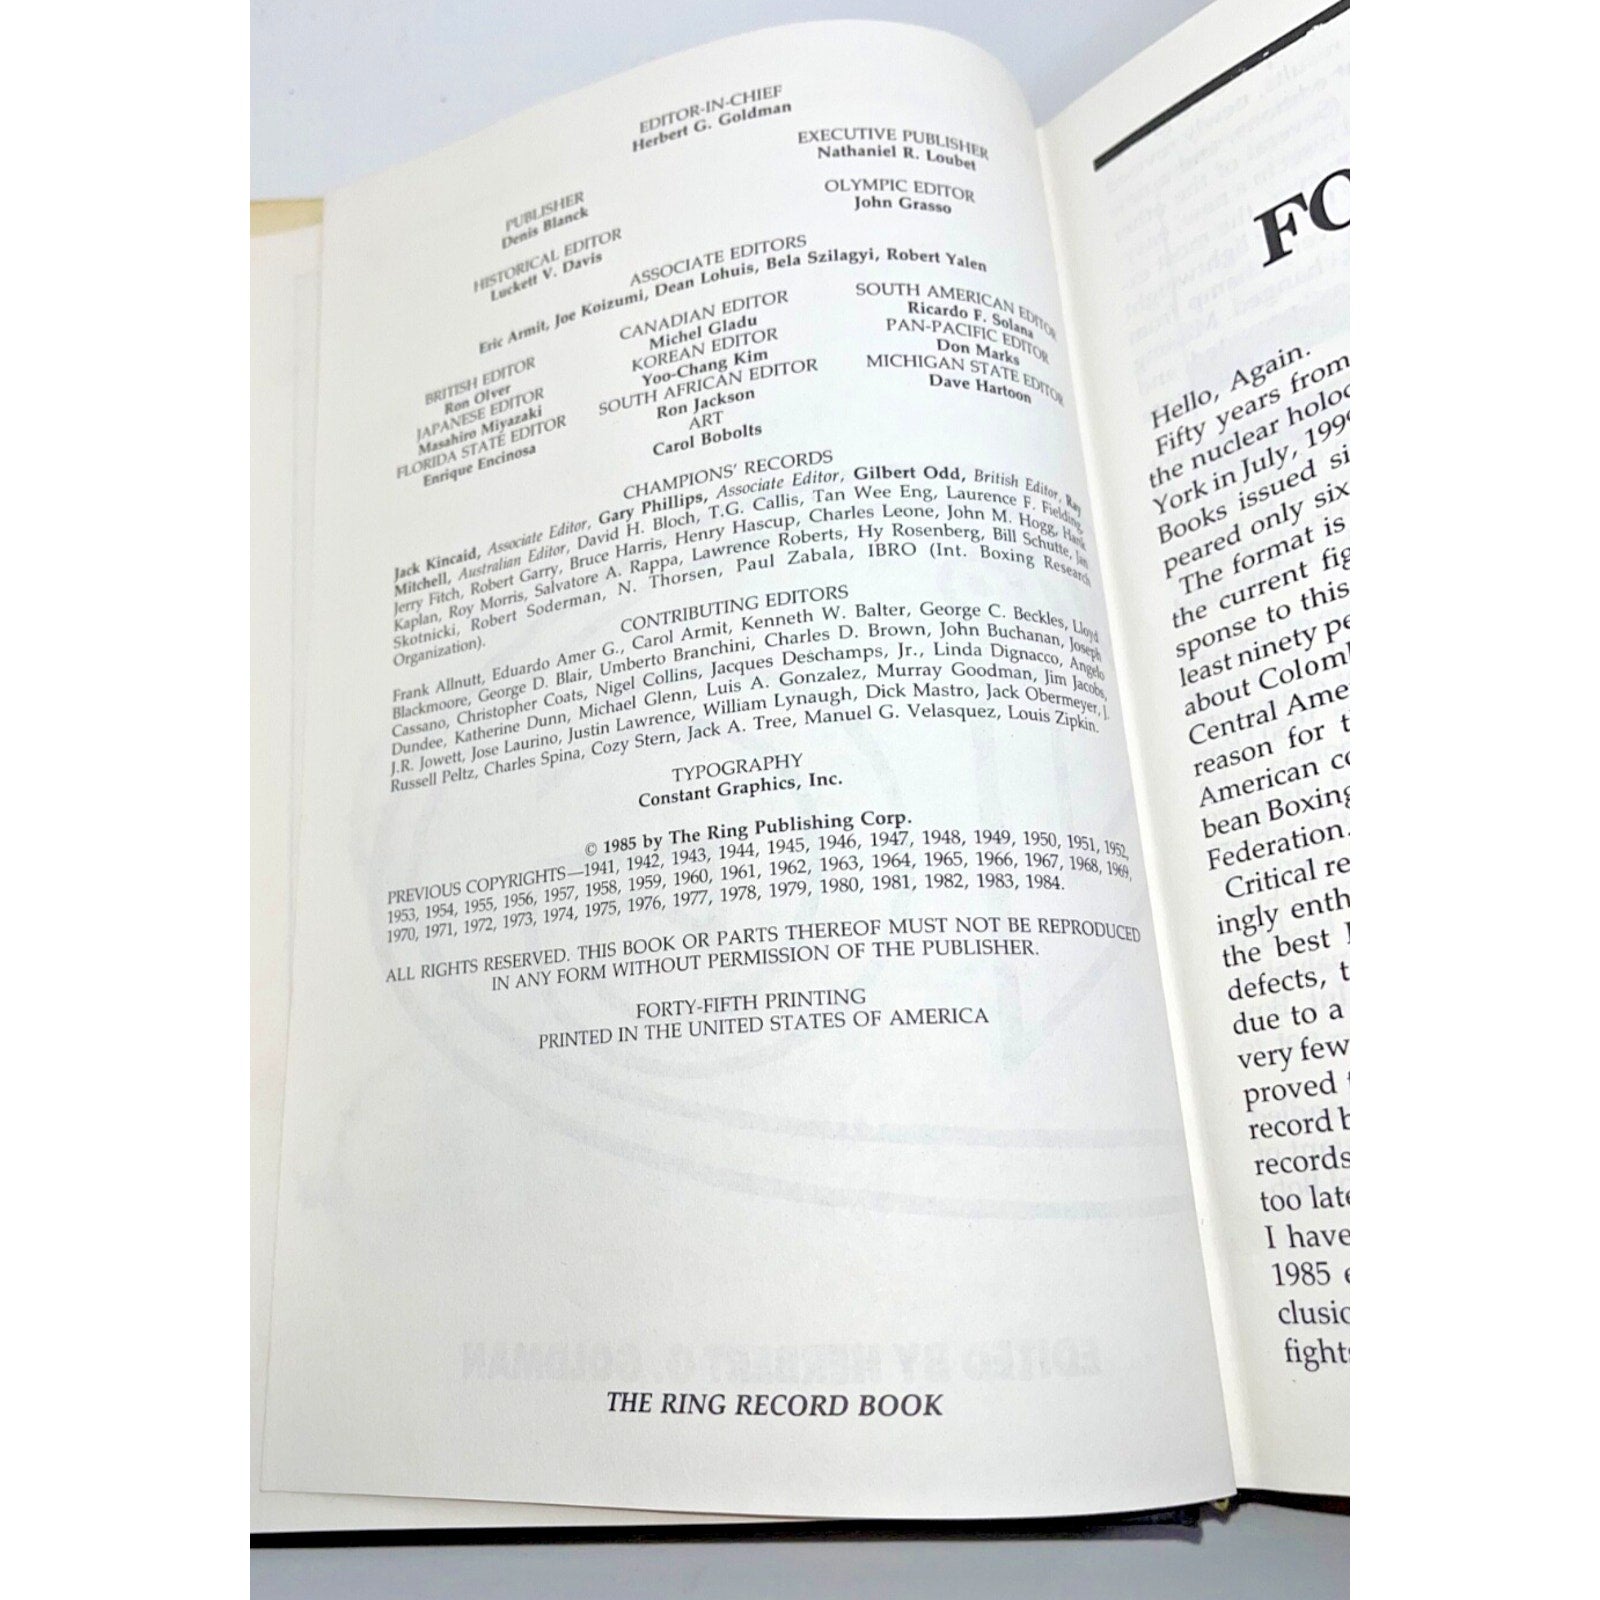 EDITOR-IN-CHIEF
Herbert G. Goldman
EXECUTIVE PUBLISHER
Nathaniel R. Loubet
PUBLISHER
Denis Blanck
OLYMPIC EDITOR
John Grasso
HISTORICAL EDITOR
Luckett V. Davis
ASSOCIATE EDITORS
Eric Armit, Joe Koizumi, Dean Lohuis, Bela Szilagyi, Robert Yalen
BRITISH EDITOR
Ron Olver
JAPANESE EDITOR
Masahiro Miyazaki
FLORIDA STATE EDITOR
Enrique Encinosa
CANADIAN EDITOR
Michel Gladu
KOREAN EDITOR
Yoo-Chang Kim
SOUTH AFRICAN EDITOR
Ron Jackson
ART
Carol Bobolts
SOUTH AMERICAN EDITOR
Ricardo F. Solana
PAN-PACIFIC EDITOR
Don Marks
MICHIGAN STATE EDITOR
Dave Hartoon
CHAMPIONS' RECORDS
Jack Kincaid, Associate Editor, Gary Phillips, Associate Editor, Gilbert Odd, British Editor, Ray
Mitchell, Australian Editor, David H. Bloch, T.G. Callis, Tan Wee Eng, Laurence F. Fielding,
Jerry Fitch, Robert Garry, Bruce Harris, Henry Hascup, Charles Leone, John M. Hogg, Hank
Kaplan, Roy Morris, Salvatore A. Rappa, Lawrence Roberts, Hy Rosenberg, Bill Schutte, Jan
Skotnicki, Robert Soderman, N. Thorsen, Paul Zabala, IBRO (Int. Boxing Research
Organization).
CONTRIBUTING EDITORS
Frank Allnutt, Eduardo Amer G., Carol Armit, Kenneth W. Balter, George C. Beckles, Lloyd
Blackmoore, George D. Blair, Umberto Branchini, Charles D. Brown, John Buchanan, Joseph
Cassano, Christopher Coats, Nigel Collins, Jacques Deschamps, Jr., Linda Dignacco, Angelo
Dundee, Katherine Dunn, Michael Glenn, Luis A. Gonzalez, Murray Goodman, Jim Jacobs,
J.R. Jowett, Jose Laurino, Justin Lawrence, William Lynaugh, Dick Mastro, Jack Obermeyer, J.
Russell Peltz, Charles Spina, Cozy Stern, Jack A. Tree, Manuel G. Velasquez, Louis Zipkin.
TYPOGRAPHY
Constant Graphics, Inc.
© 1985 by The Ring Publishing Corp.
PREVIOUS COPYRIGHTS—1941, 1942, 1943, 1944, 1945, 1946, 1947, 1948, 1949, 1950, 1951, 1952,
1953, 1954, 1955, 1956, 1957, 1958, 1959, 1960, 1961, 1962, 1963, 1964, 1965, 1966, 1967, 1968, 1969,
1970, 1971, 1972, 1973, 1974, 1975, 1976, 1977, 1978, 1979, 1980, 1981, 1982, 1983, 1984.
ALL RIGHTS RESERVED. THIS BOOK OR PARTS THEREOF MUST NOT BE REPRODUCED
IN ANY FORM WITHOUT PERMISSION OF THE PUBLISHER.
FORTY-FIFTH PRINTING
PRINTED IN THE UNITED STATES OF AMERICA
THE RING RECORD BOOK
FO
Hello, Again.
Fifty years from
the nuclear holoc
York in July, 199
Books issued si
peared only six
The format is
the current fig
sponse to this
least ninety pe
about Colomb
Central Ame
reason for t
American co
bean Boxing
Federation.
Critical re
ingly enth
the best
defects, t
due to a
very few
proved t
record b
records
too late
I have
1985 e
clusio
fights